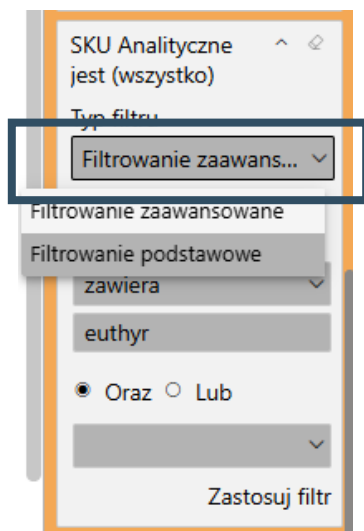 SKU Analityczne
jest (wszystko)
Typ filtru
Filtrowanie zaawans...
Filtrowanie zaawansowane
Filtrowanie podstawowe
zawiera
euthyr
Oraz Lub
Zastosuj filtr